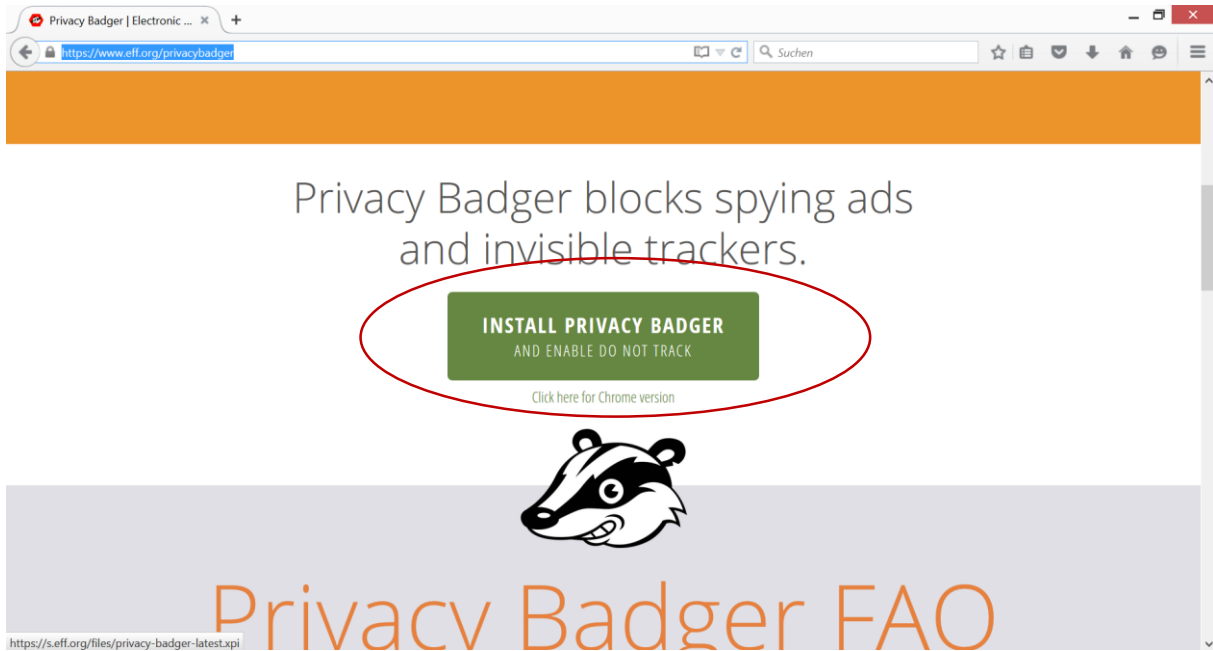 Privacy Badger | Electronic ...
https://www.eff.org/privacybadger
Suchen
Privacy Badger blocks spying ads
and invisible trackers.
INSTALL PRIVACY BADGER
AND ENABLE DO NOT TRACK
Click here for Chrome version
Privacy Badger FAQ
https://s.eff.org/files/privacy-badger-latest.xpi